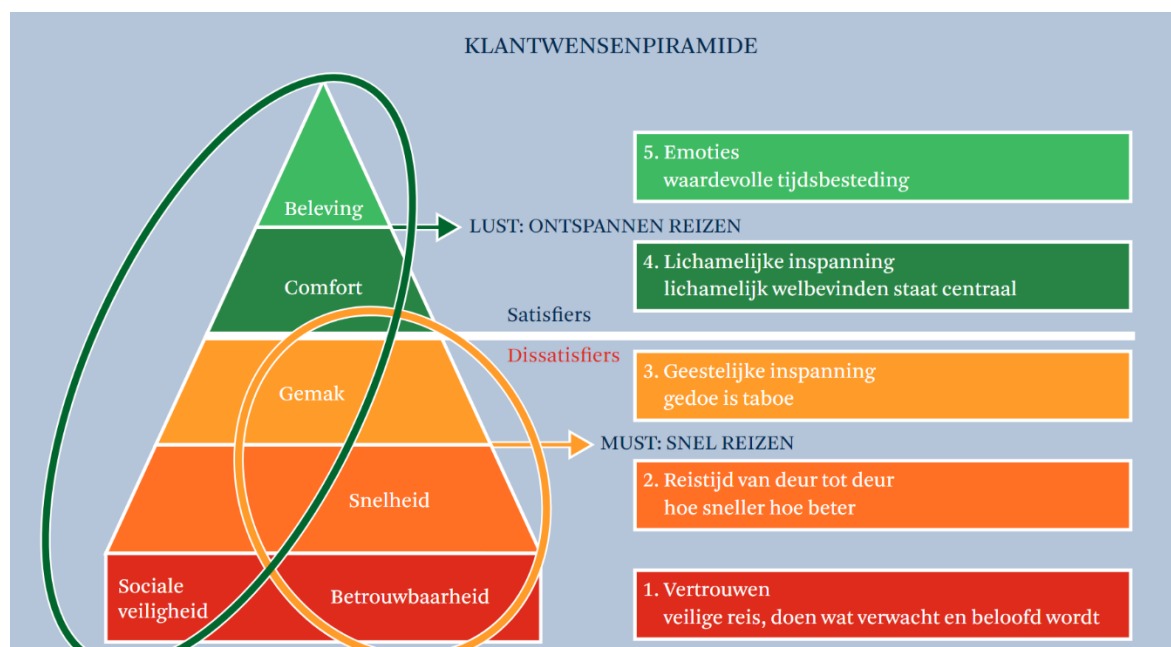 KLANTWENSENPIRAMIDE
Beleving
Comfort
Gemak
Snelheid
Sociale
veiligheid
Betrouwbaarheid
LUST: ONTSPANNEN REIZEN
Satisfiers
Dissatisfiers
MUST: SNEL REIZEN
5. Emoties
waardevolle tijdsbesteding
4. Lichamelijke inspanning
lichamelijk welbevinden staat centraal
3. Geestelijke inspanning
gedoe is taboe
2. Reistijd van deur tot deur
hoe sneller hoe beter
1. Vertrouwen
veilige reis, doen wat verwacht en beloofd wordt